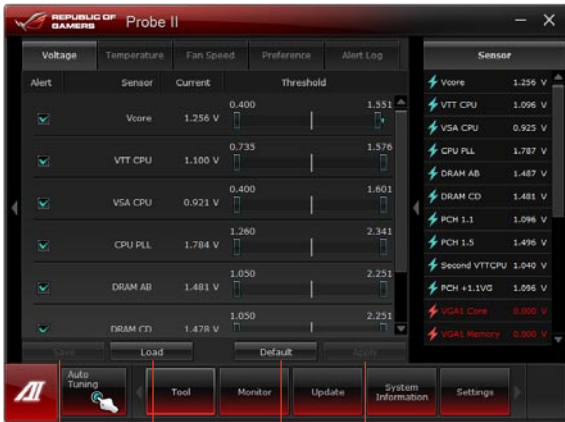 REPUBLIC OF
GAMERS
Probe II
Voltage Temperature Fan Speed Preference Alert Log
Alert Sensor Current Threshold
Vcore 1.256 V 0.400 1.551
VTT CPU 1.100 V 0.735 1.576
VSA CPU 0.921 V 0.400 1.601
CPU PLL 1.784 V 1.260 2.341
DRAM AB 1.481 V 1.050 2.251
DRAM CD 1.478 V 1.050 2.251
Save Load Default Apply
Sensor
Vcore 1.256 V
VTT CPU 1.096 V
VSA CPU 0.925 V
CPU PLL 1.787 V
DRAM AB 1.487 V
DRAM CD 1.481 V
PCH 1.1 1.096 V
PCH 1.5 1.496 V
Second VTTCPU 1.040 V
PCH +1.1VG 1.096 V
VGA1 Core 0.000 V
VGA1 Memory 0.000 V
AI
Auto
Tuning
Tool
Monitor
Update
System
Information
Settings